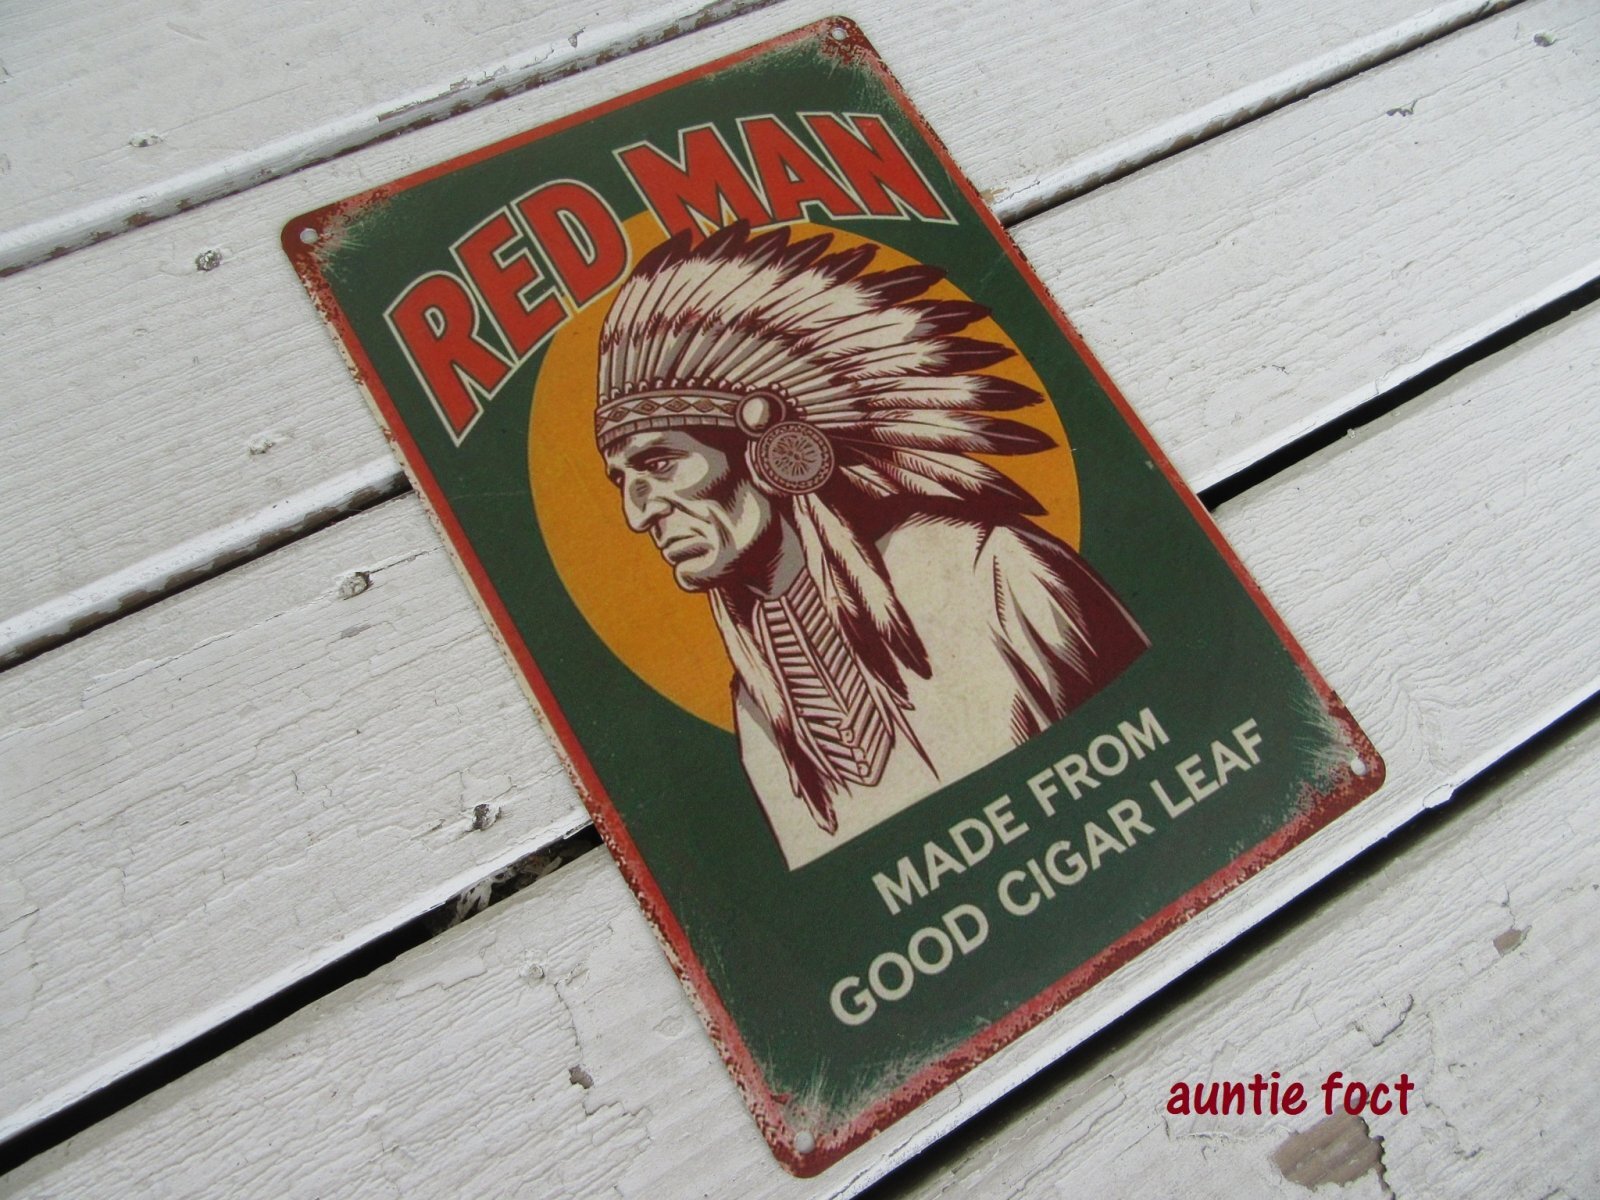 RED MAN
MADE FROM
GOOD CIGAR LEAF
auntie foct